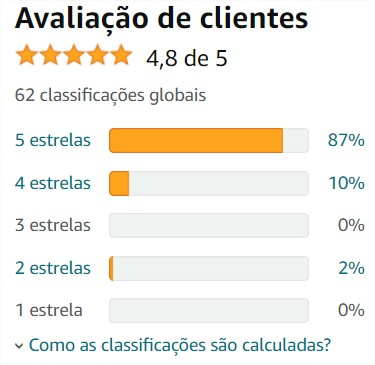 Avaliação de clientes
4,8 de 5
62 classificações globais
5 estrelas 87%
4 estrelas 10%
3 estrelas 0%
2 estrelas 2%
1 estrela 0%
Como as classificações são calculadas?